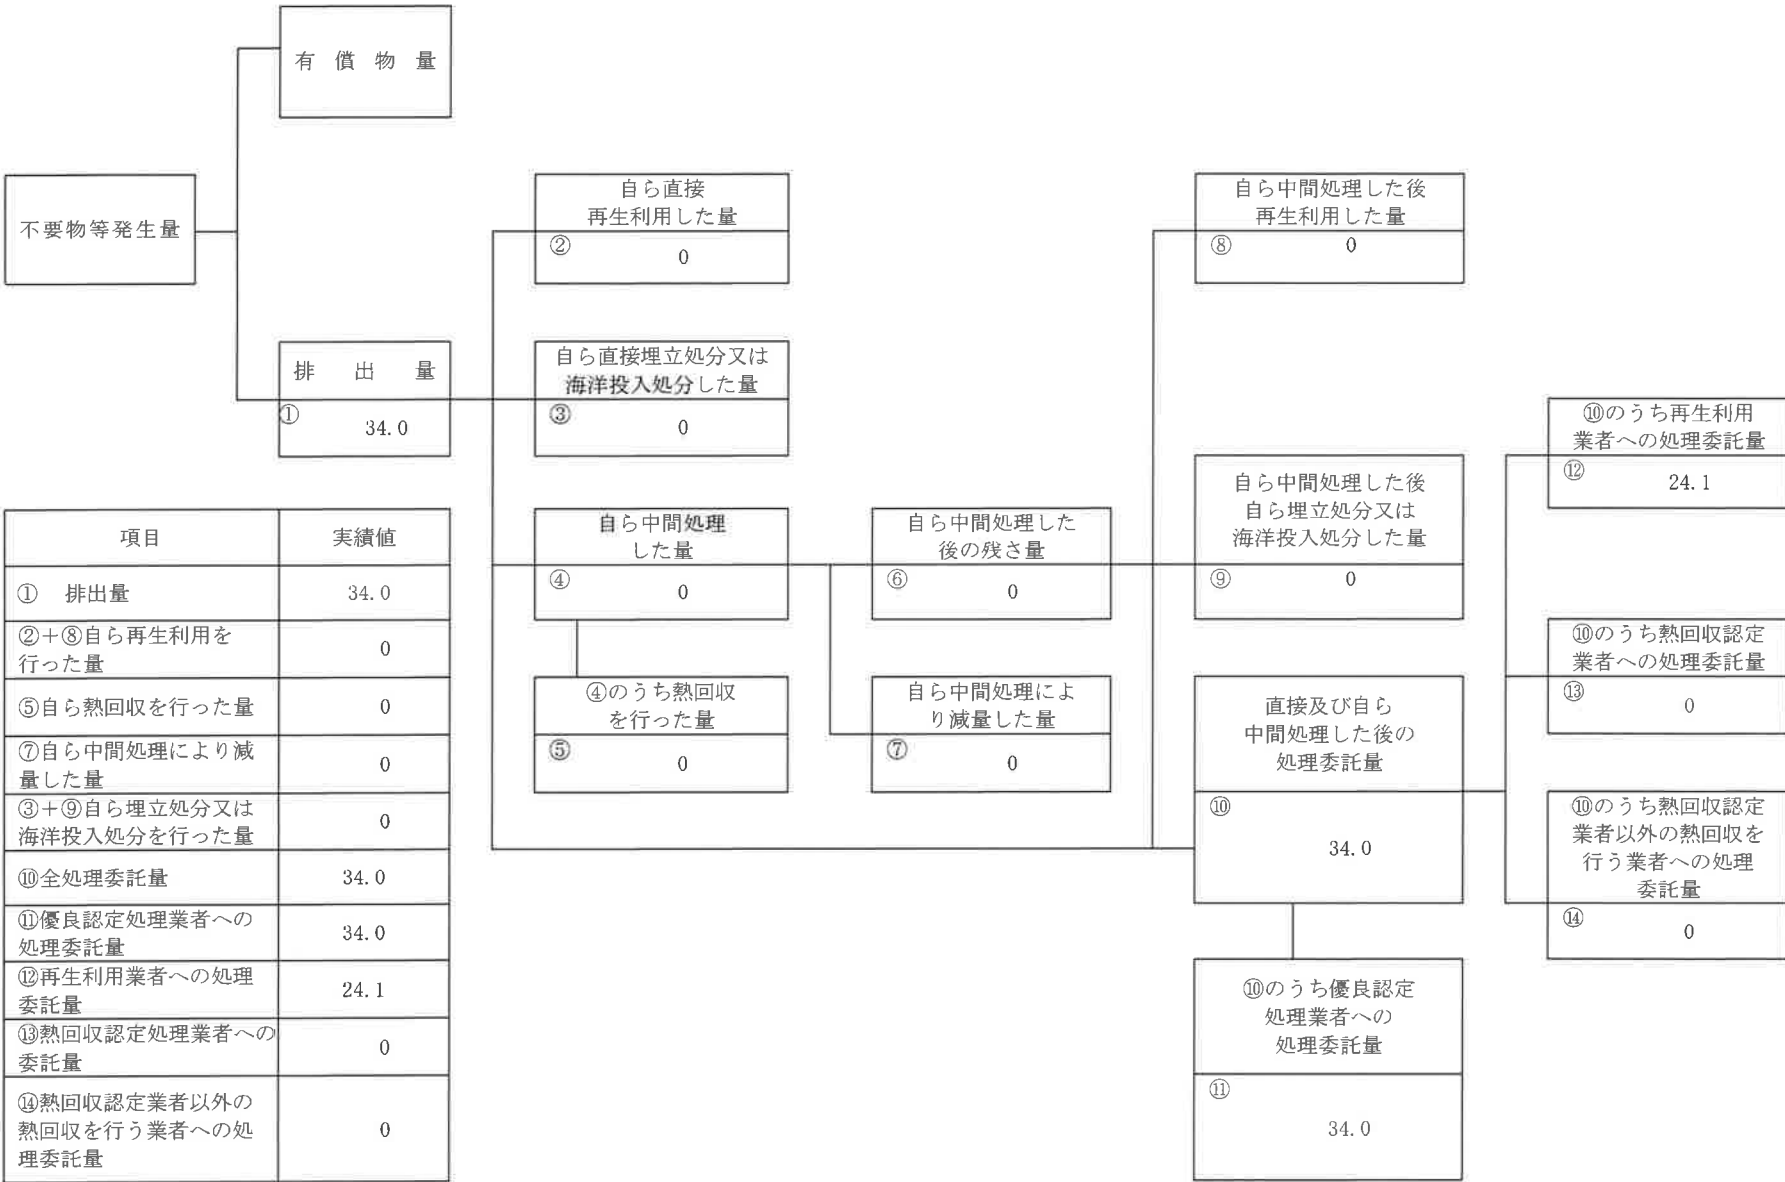 有償物量
不要物等発生量
排出量
①
34.0
自ら直接
再生利用した量
②
0
自ら直接埋立処分又は
海洋投入処分した量
③
0
自ら中間処理
した量
④
0
④のうち熱回収
を行った量
⑤
0
自ら中間処理した
後の残さ量
⑥
0
自ら中間処理によ
り減量した量
⑦
0
自ら中間処理した後
再生利用した量
⑧
0
自ら中間処理した後
自ら埋立処分又は
海洋投入処分した量
⑨
0
直接及び自ら
中間処理した後の
処理委託量
⑩
34.0
⑩のうち優良認定
処理業者への
処理委託量
⑪
34.0
⑩のうち再生利用
業者への処理委託量
⑫
24.1
⑩のうち熱回収認定
業者への処理委託量
⑬
0
⑩のうち熱回収認定
業者以外の熱回収を
行う業者への処理
委託量
⑭
0
項目 実績値
① 排出量 34.0
②+⑧自ら再生利用を
行った量
0
⑤自ら熱回収を行った量 0
⑦自ら中間処理により減
量した量
0
③+⑨自ら埋立処分又は
海洋投入処分を行った量
0
⑩全処理委託量 34.0
⑪優良認定処理業者への
処理委託量
34.0
⑫再生利用業者への処理
委託量
24.1
⑬熱回収認定処理業者への
委託量
0
⑭熱回収認定業者以外の
熱回収を行う業者への処
理委託量
0